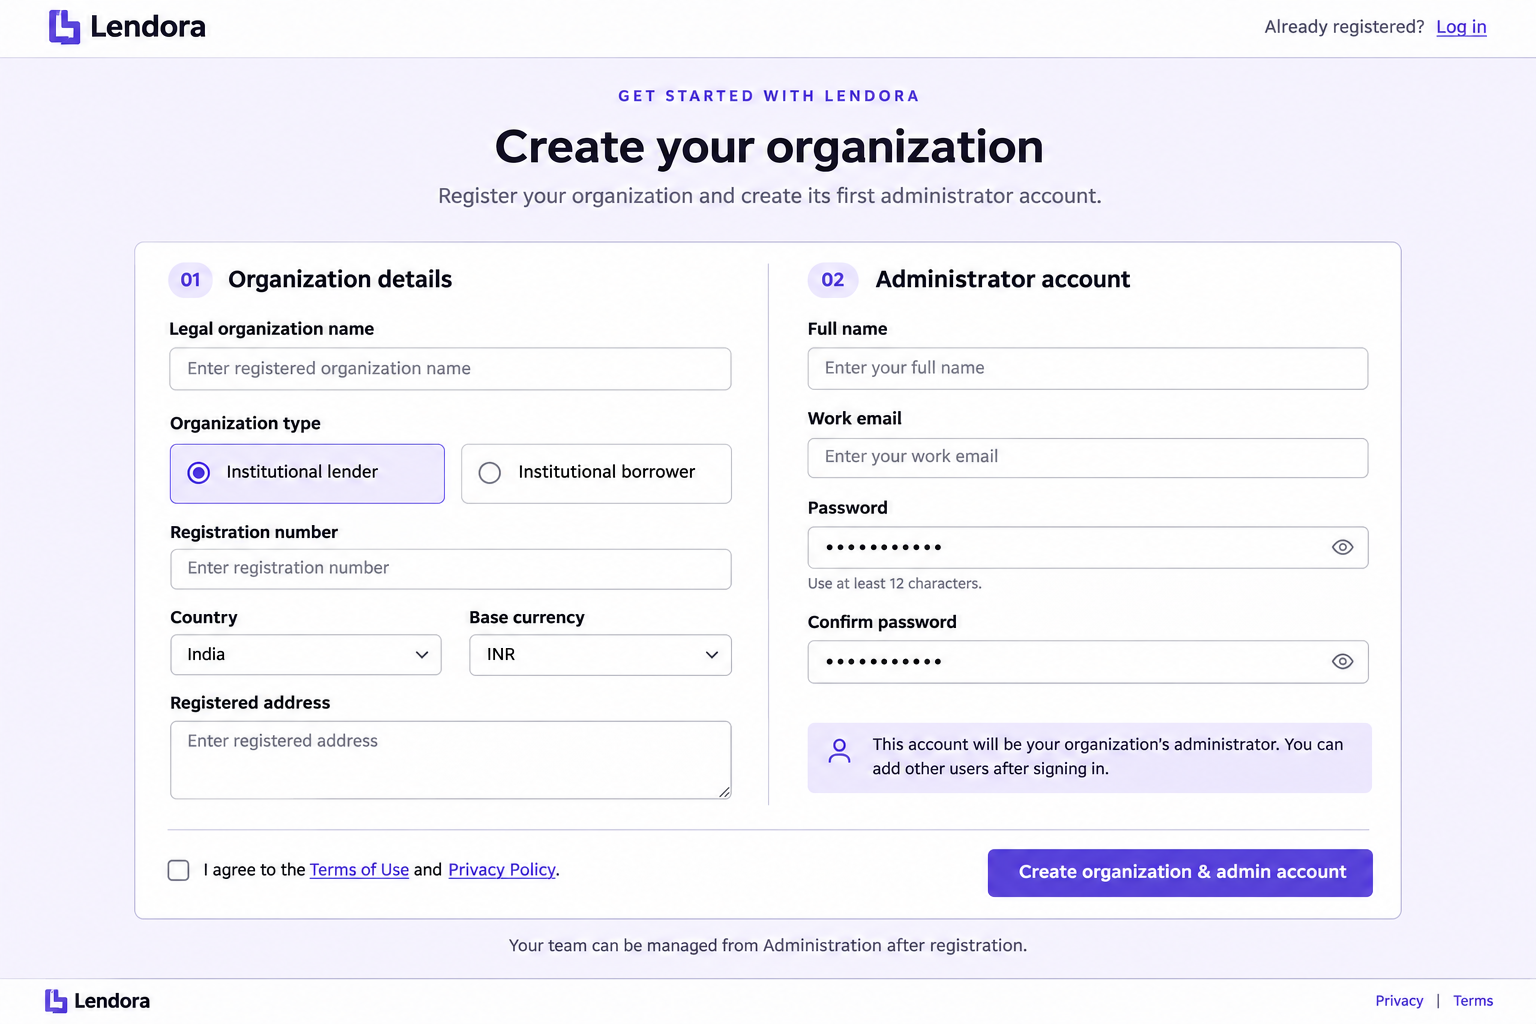 Lendora
Already registered? Log in
GET STARTED WITH LENDORA
Create your organization
Register your organization and create its first administrator account.
01 Organization details
Legal organization name
Enter registered organization name
Organization type
Institutional lender
Institutional borrower
Registration number
Enter registration number
Country
India
Base currency
INR
Registered address
Enter registered address
02 Administrator account
Full name
Enter your full name
Work email
Enter your work email
Password
•••••••••••
Use at least 12 characters.
Confirm password
•••••••••••
This account will be your organization's administrator. You can
add other users after signing in.
I agree to the Terms of Use and Privacy Policy.
Create organization & admin account
Your team can be managed from Administration after registration.
Lendora
Privacy | Terms